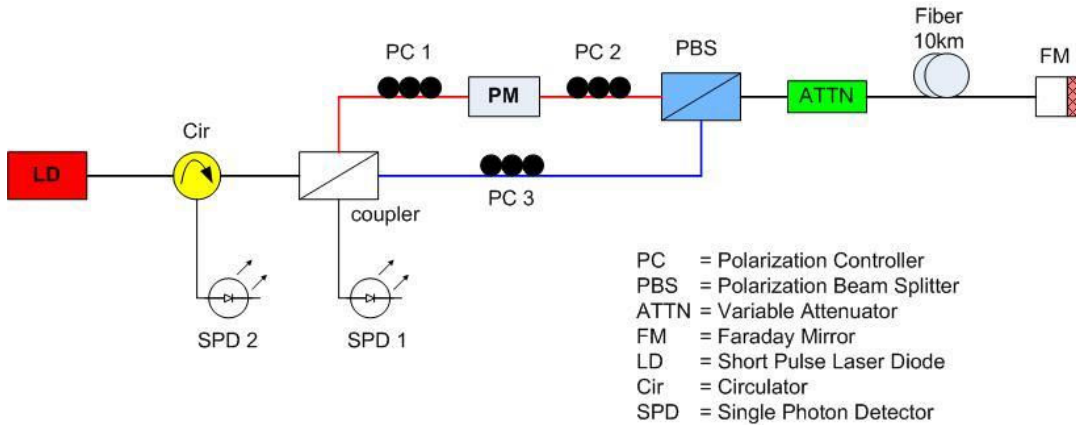 Fiber
10km
PC 1
PC 2
PBS
FM
PM
ATTN
Cir
LD
PC 3
coupler
SPD 2
SPD 1
PC = Polarization Controller
PBS = Polarization Beam Splitter
ATTN = Variable Attenuator
FM = Faraday Mirror
LD = Short Pulse Laser Diode
Cir = Circulator
SPD = Single Photon Detector